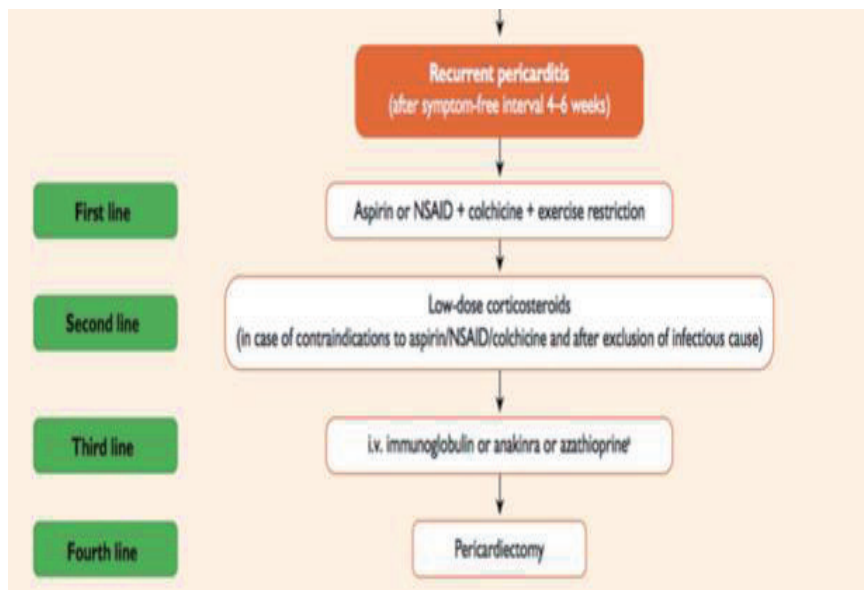 Recurrent pericarditis
(after symptom-free interval 4–6 weeks)
First line
Aspirin or NSAID + colchicine + exercise restriction
Second line
Low-dose corticosteroids
(in case of contraindications to aspirin/NSAID/colchicine and after exclusion of infectious cause)
Third line
i.v. immunoglobulin or anakinra or azathioprine
Fourth line
Pericardiectomy